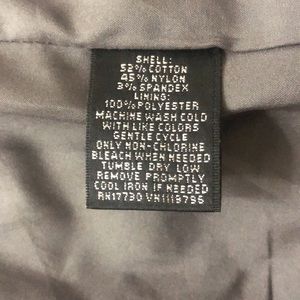 SHELL:
52% COTTON
45% NYLON
3% SPANDEX
LINING:
100% POLYESTER
MACHINE WASH COLD
WITH LIKE COLORS
GENTLE CYCLE
ONLY NON-CHLORINE
BLEACH WHEN NEEDED
TUMBLE DRY LOW
REMOVE PROMPTLY
COOL IRON IF NEEDED
RN17730 VN1119795